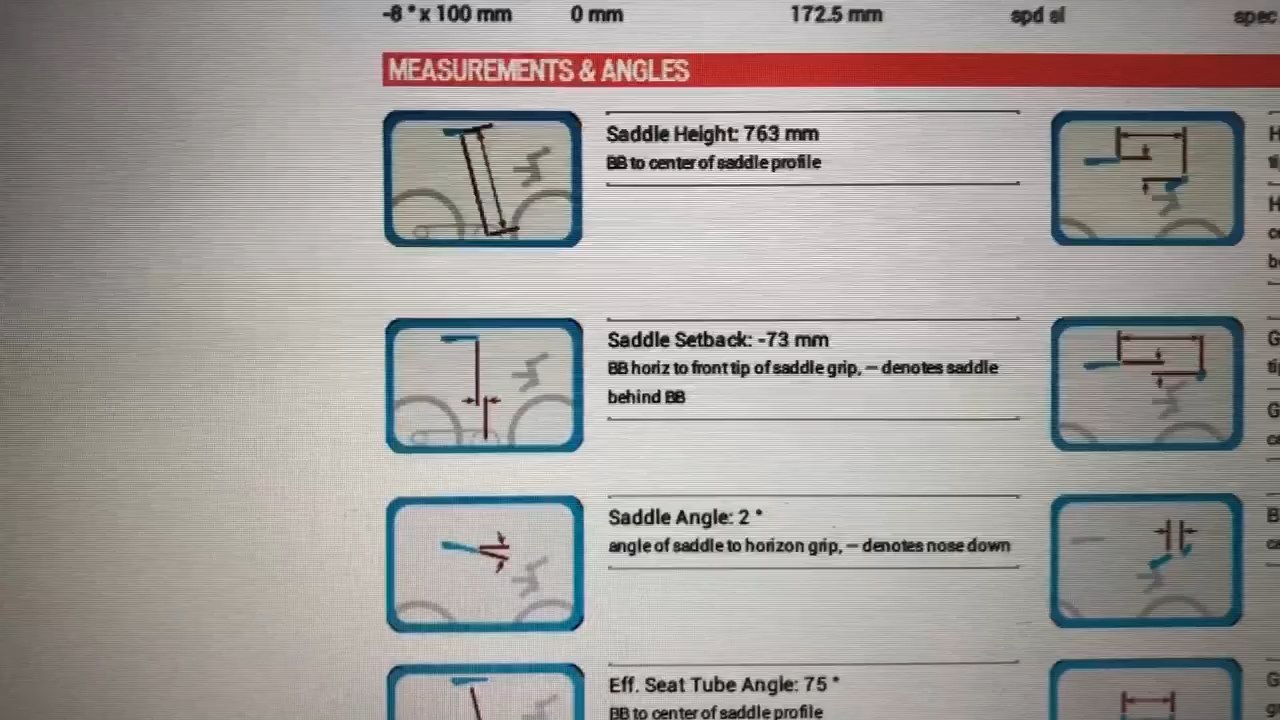 -8 ° x 100 mm 0 mm 172.5 mm spd sl spec
MEASUREMENTS & ANGLES
Saddle Height: 763 mm
BB to center of saddle profile
Saddle Setback: -73 mm
BB horiz to front tip of saddle grip, – denotes saddle
behind BB
Saddle Angle: 2 °
angle of saddle to horizon grip, – denotes nose down
Eff. Seat Tube Angle: 75 °
BB to center of saddle profile